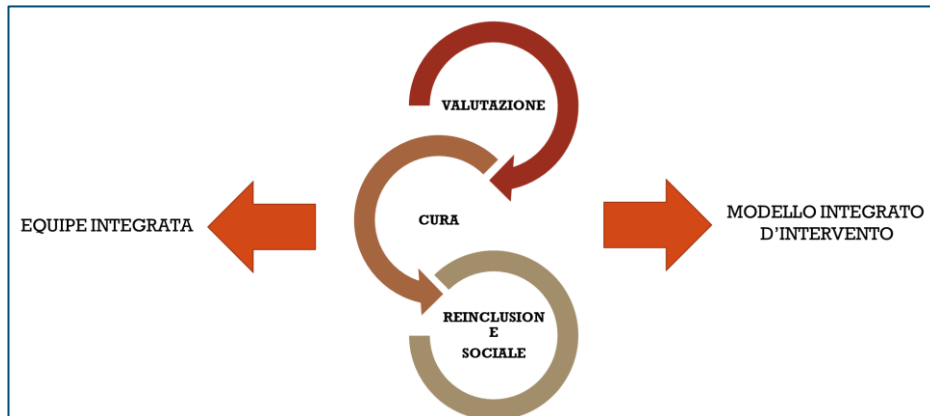 VALUTAZIONE
EQUIPE INTEGRATA
CURA
MODELLO INTEGRATO
D'INTERVENTO
REINCLUSION
E
SOCIALE